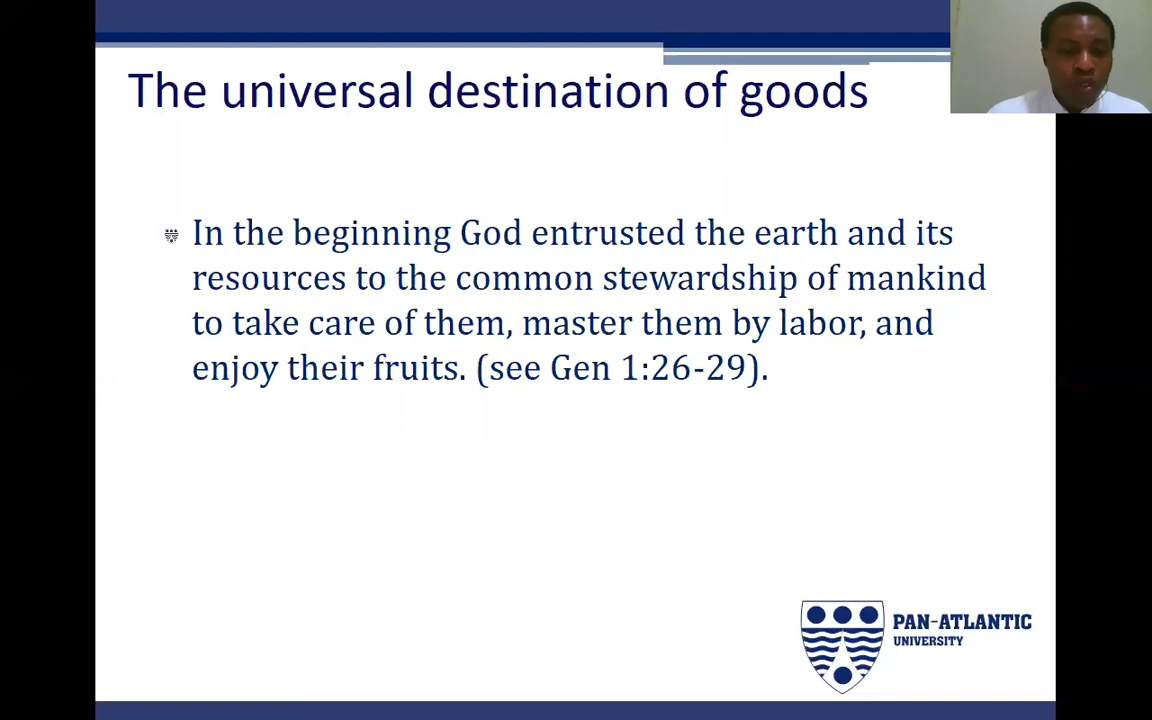 The universal destination of goods
In the beginning God entrusted the earth and its
resources to the common stewardship of mankind
to take care of them, master them by labor, and
enjoy their fruits. (see Gen 1:26-29).
PAN-ATLANTIC
UNIVERSITY